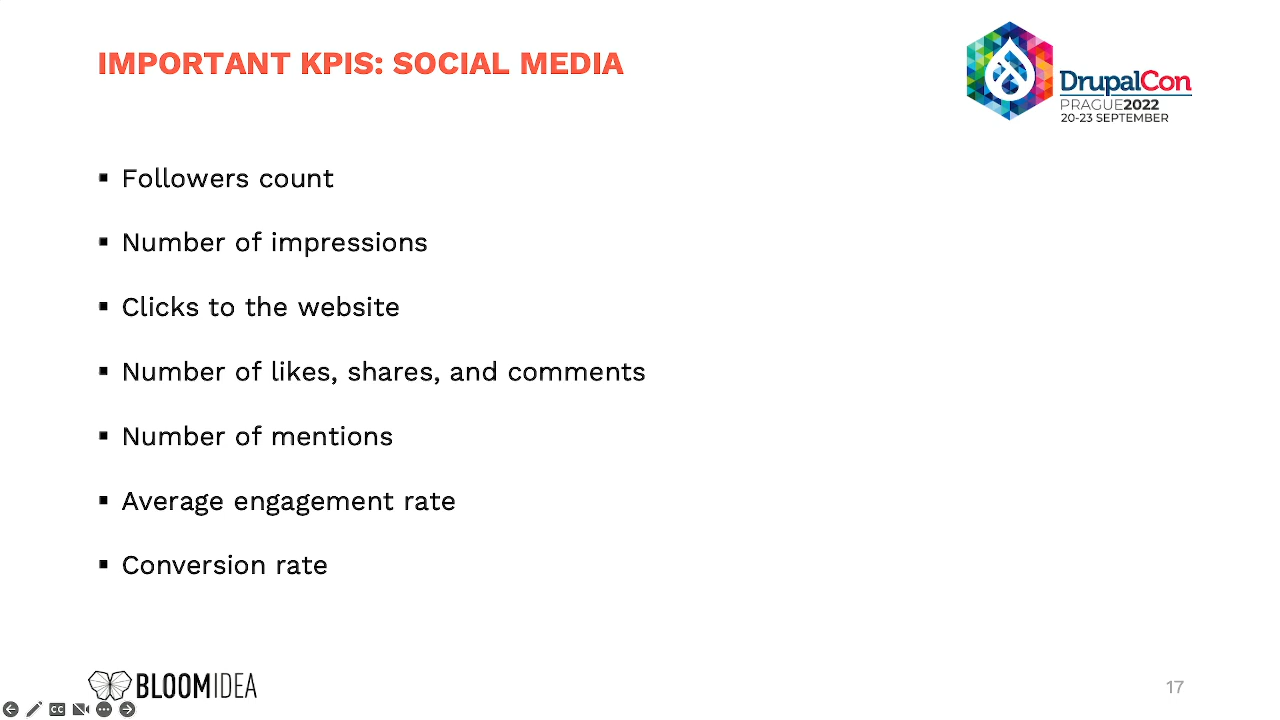 IMPORTANT KPIS: SOCIAL MEDIA
DrupalCon
PRAGUE2022
20-23 SEPTEMBER
Followers count
Number of impressions
Clicks to the website
Number of likes, shares, and comments
Number of mentions
Average engagement rate
Conversion rate
BLOOMIDEA
17
CC